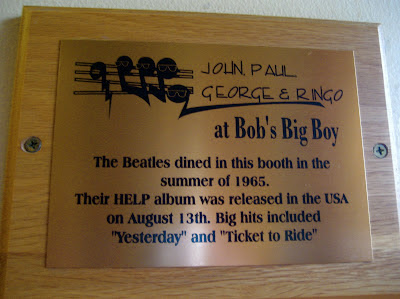 JOHN, PAUL
GEORGE & RINGO
at Bob's Big Boy
The Beatles dined in this booth in the
summer of 1965.
Their HELP album was released in the USA
on August 13th. Big hits included
"Yesterday" and "Ticket to Ride"